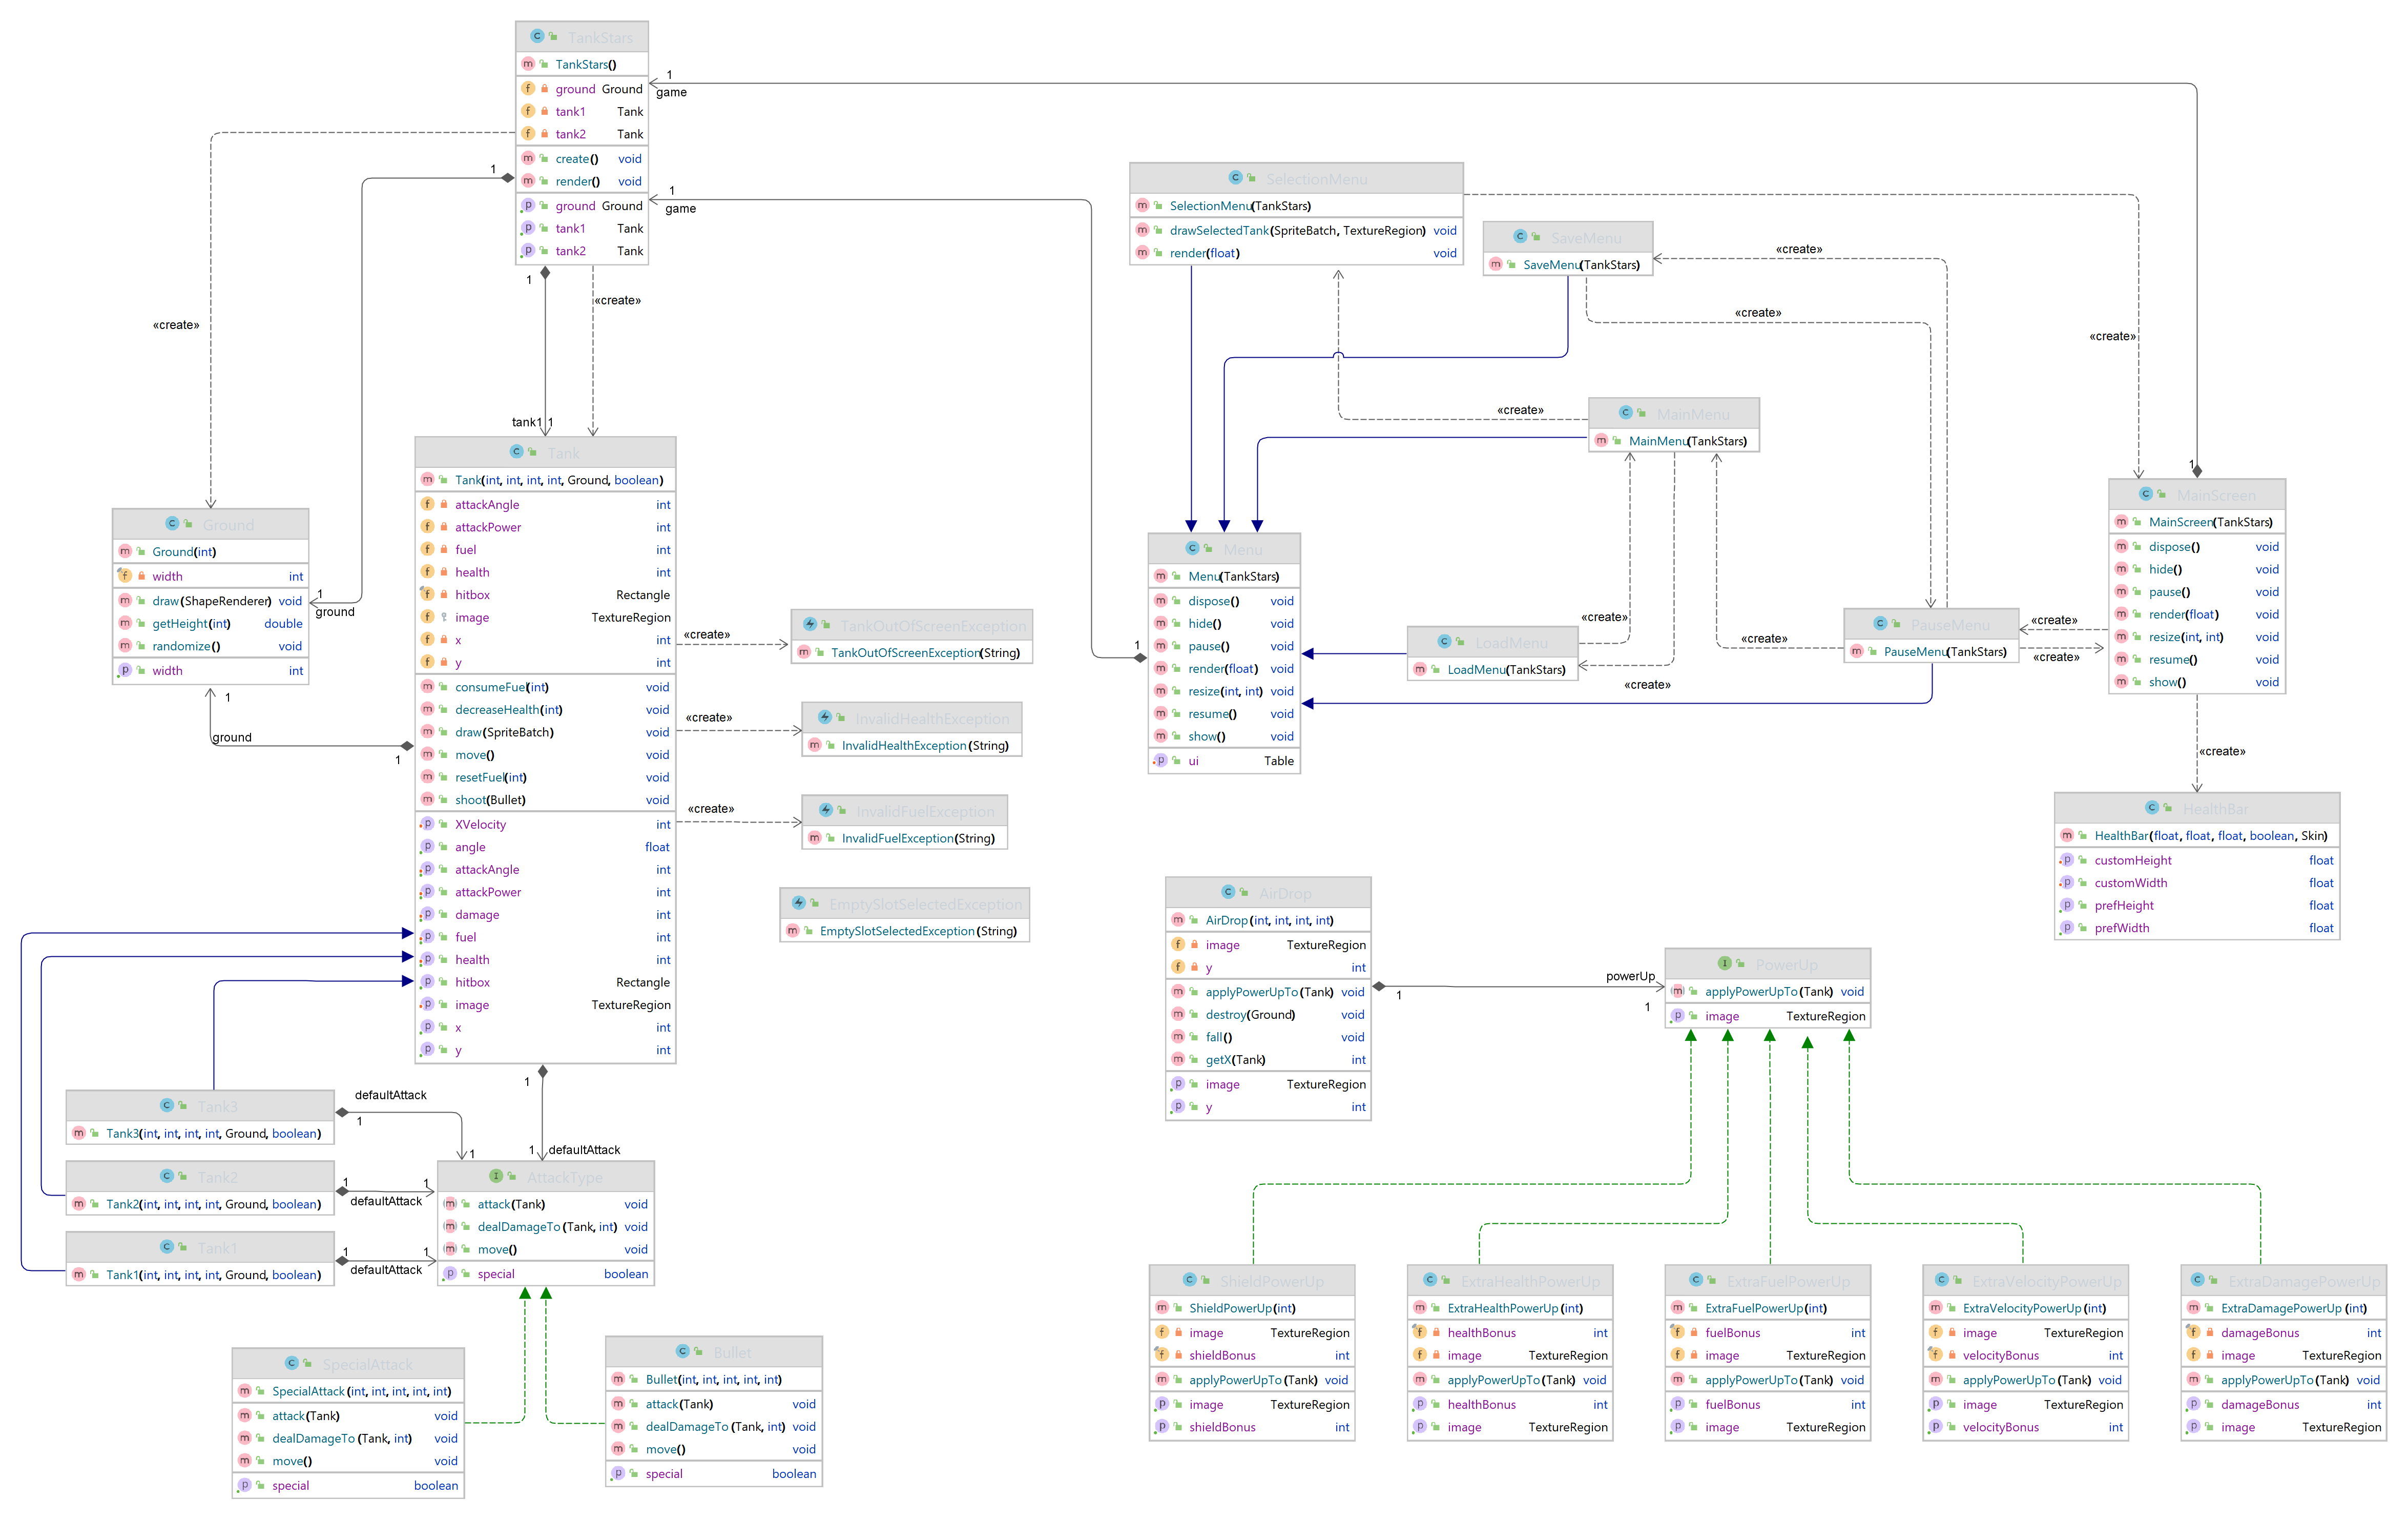 TankStars
TankStars()
ground Ground
tank1 Tank
tank2 Tank
create() void
render() void
ground Ground
tank1 Tank
tank2 Tank
1
game
1
game
1
1
«create»
«create»
tank1 1
1
ground
1
ground
1
Ground
Ground(int)
width int
draw(ShapeRenderer) void
getHeight(int) double
randomize() void
width int
Tank
Tank(int, int, int, int, Ground, boolean)
attackAngle int
attackPower int
fuel int
health int
hitbox Rectangle
image TextureRegion
x int
y int
consumeFuel(int) void
decreaseHealth(int) void
draw(SpriteBatch) void
move() void
resetFuel(int) void
shoot(Bullet) void
XVelocity int
angle float
attackAngle int
attackPower int
damage int
fuel int
health int
hitbox Rectangle
image TextureRegion
x int
y int
«create»
TankOutOfScreenException
TankOutOfScreenException(String)
«create»
InvalidHealthException
InvalidHealthException(String)
«create»
InvalidFuelException
InvalidFuelException(String)
EmptySlotSelectedException
EmptySlotSelectedException(String)
Tank3
Tank3(int, int, int, int, Ground, boolean)
Tank2
Tank2(int, int, int, int, Ground, boolean)
Tank1
Tank1(int, int, int, int, Ground, boolean)
defaultAttack
1
1
1
1
defaultAttack
1
1
defaultAttack
1
1
defaultAttack
AttackType
attack(Tank) void
dealDamageTo(Tank, int) void
move() void
special boolean
SpecialAttack
SpecialAttack(int, int, int, int, int)
attack(Tank) void
dealDamageTo(Tank, int) void
move() void
special boolean
Bullet
Bullet(int, int, int, int, int)
attack(Tank) void
dealDamageTo(Tank, int) void
move() void
special boolean
SelectionMenu
SelectionMenu(TankStars)
drawSelectedTank(SpriteBatch, TextureRegion) void
render(float) void
SaveMenu
SaveMenu(TankStars)
«create»
«create»
«create»
«create»
MainMenu
MainMenu(TankStars)
1
Menu
Menu(TankStars)
dispose() void
hide() void
pause() void
render(float) void
resize(int, int) void
resume() void
show() void
ui Table
1
«create»
LoadMenu
LoadMenu(TankStars)
«create»
«create»
PauseMenu
PauseMenu(TankStars)
«create»
«create»
MainScreen
MainScreen(TankStars)
dispose() void
hide() void
pause() void
render(float) void
resize(int, int) void
resume() void
show() void
«create»
HealthBar
HealthBar(float, float, float, boolean, Skin)
customHeight float
customWidth float
prefHeight float
prefWidth float
AirDrop
AirDrop(int, int, int, int)
image TextureRegion
y int
applyPowerUpTo(Tank) void
destroy(Ground) void
fall() void
getX(Tank) int
image TextureRegion
y int
1
powerUp
1
PowerUp
applyPowerUpTo(Tank) void
image TextureRegion
ShieldPowerUp
ShieldPowerUp(int)
image TextureRegion
shieldBonus int
applyPowerUpTo(Tank) void
image TextureRegion
shieldBonus int
ExtraHealthPowerUp
ExtraHealthPowerUp(int)
healthBonus int
image TextureRegion
applyPowerUpTo(Tank) void
healthBonus int
image TextureRegion
ExtraFuelPowerUp
ExtraFuelPowerUp(int)
fuelBonus int
image TextureRegion
applyPowerUpTo(Tank) void
fuelBonus int
image TextureRegion
ExtraVelocityPowerUp
ExtraVelocityPowerUp(int)
image TextureRegion
velocityBonus int
applyPowerUpTo(Tank) void
image TextureRegion
velocityBonus int
ExtraDamagePowerUp
ExtraDamagePowerUp(int)
damageBonus int
image TextureRegion
applyPowerUpTo(Tank) void
damageBonus int
image TextureRegion